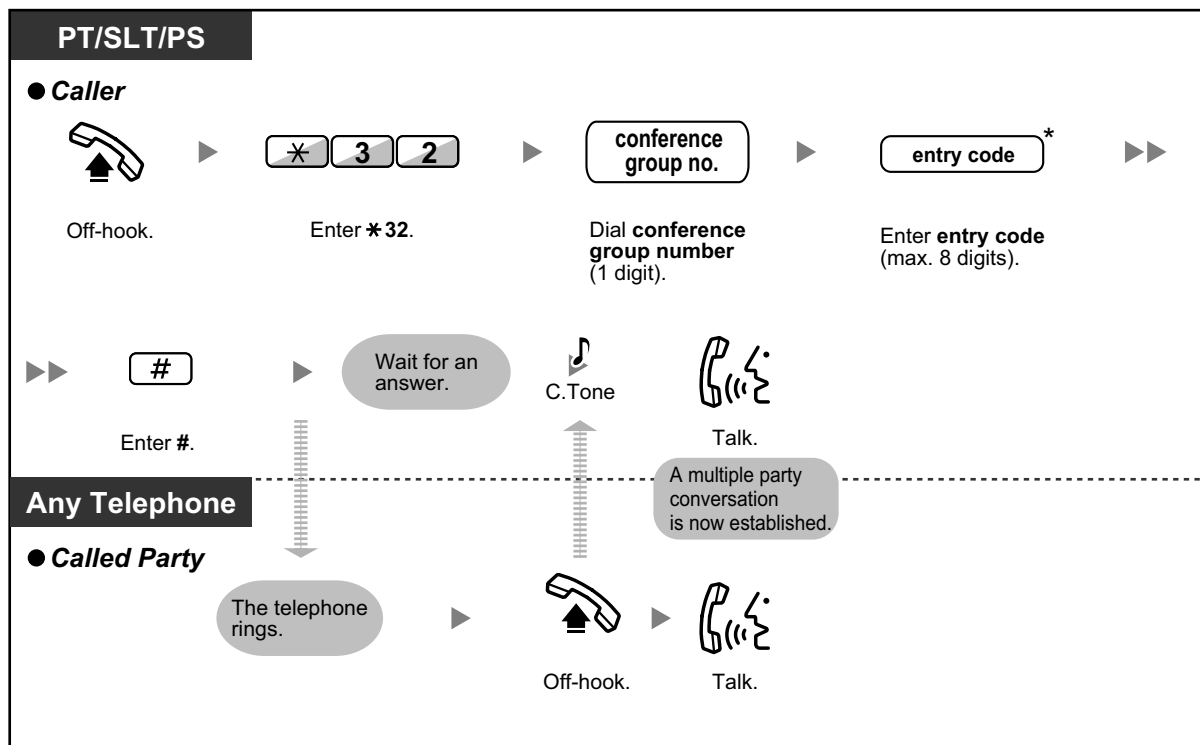 PT/SLT/PS
● Caller
✳ 3 2
conference
group no.
entry code*
Off-hook.
Enter ✳32.
Dial conference
group number
(1 digit).
Enter entry code
(max. 8 digits).
#
Wait for an
answer.
C.Tone
Enter #.
Talk.
A multiple party
conversation
is now established.
Any Telephone
● Called Party
The telephone
rings.
Off-hook.
Talk.